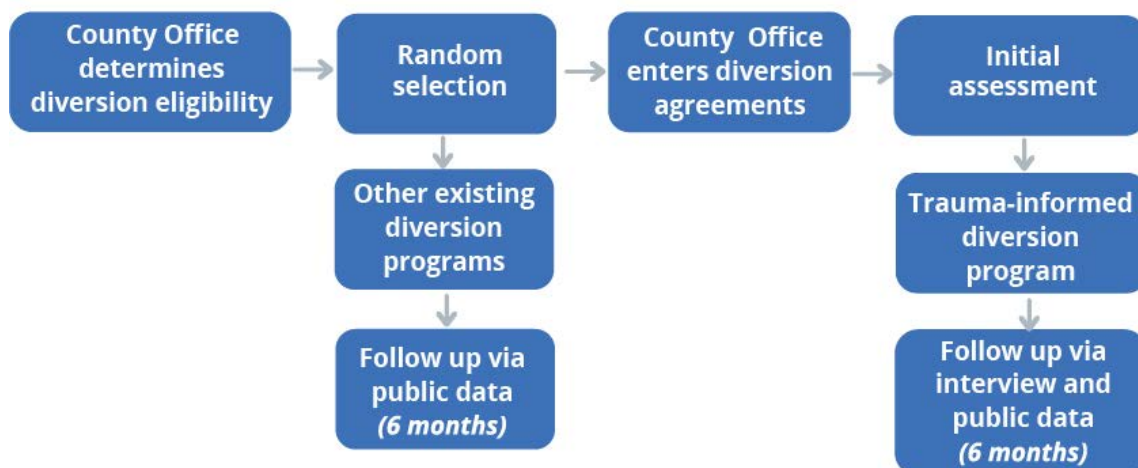 County Office
determines
diversion eligibility
Random
selection
County Office
enters diversion
agreements
Initial
assessment
Other existing
diversion
programs
Trauma-informed
diversion
program
Follow up via
public data
(6 months)
Follow up via
interview and
public data
(6 months)